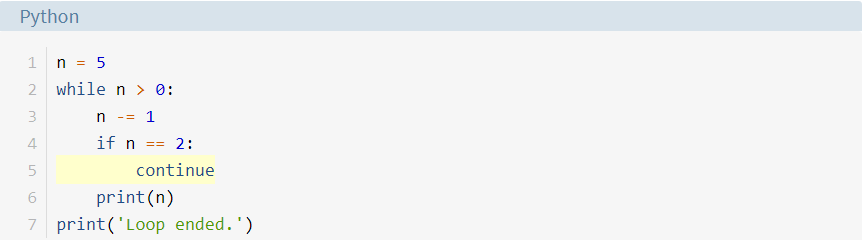 Python
1 n = 5
2 while n > 0:
3     n -= 1
4     if n == 2:
5         continue
6     print(n)
7 print('Loop ended.')